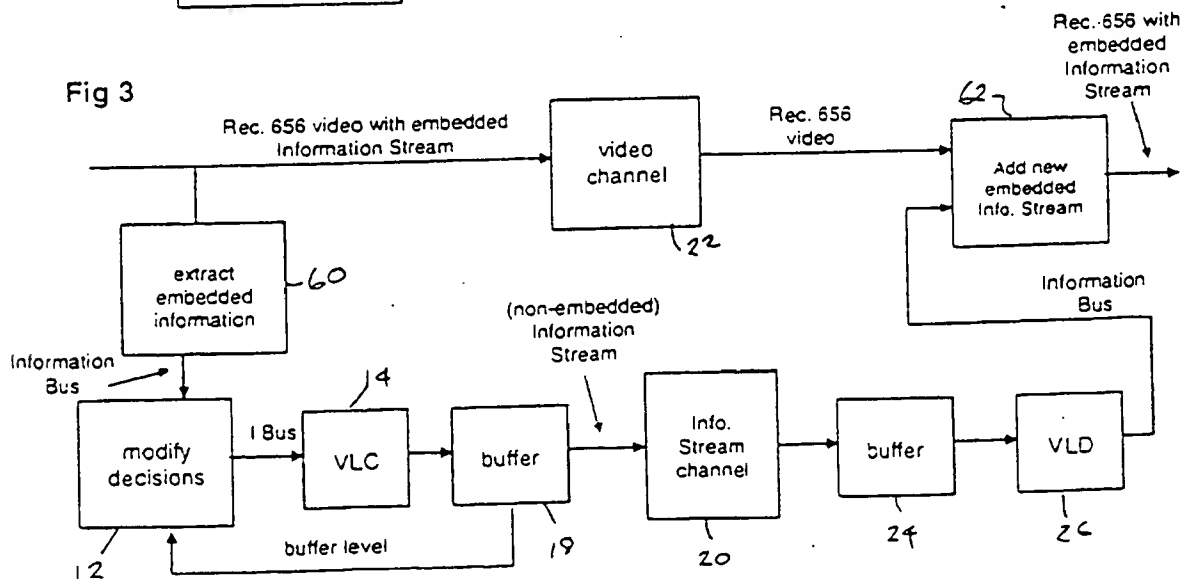 Fig 3
Rec. 656 video with embedded
Information Stream
video
channel
22
Rec. 656
video
62
Add new
embedded
Info. Stream
Rec. 656 with
embedded
Information
Stream
extract
embedded
information
60
Information
Bus
modify
decisions
12
I Bus
14
VLC
buffer
18
buffer level
(non-embedded)
Information
Stream
Info.
Stream
channel
20
buffer
24
VLD
26
Information
Bus